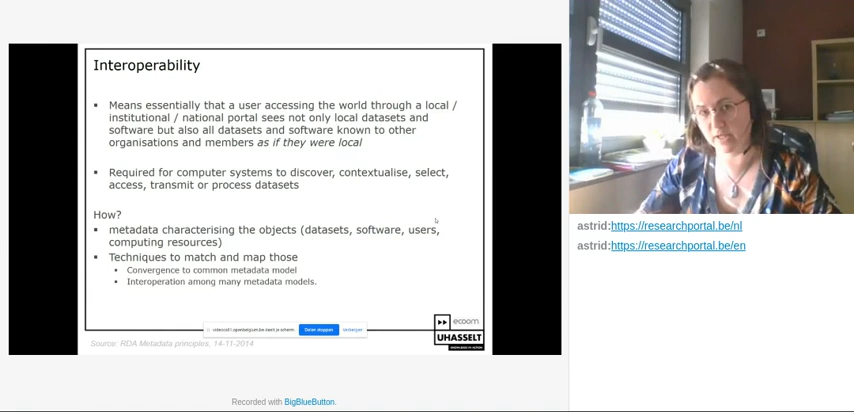 Interoperability
Means essentially that a user accessing the world through a local /
institutional / national portal sees not only local datasets and
software but also all datasets and software known to other
organisations and members as if they were local
Required for computer systems to discover, contextualise, select,
access, transmit or process datasets
How?
metadata characterising the objects (datasets, software, users,
computing resources)
Techniques to match and map those
Convergence to common metadata model
Interoperation among many metadata models.
Delen stoppen
ecoom
UHASSELT
Source: RDA Metadata principles, 14-11-2014
astrid:https://researchportal.be/nl
astrid:https://researchportal.be/en
Recorded with BigBlueButton.